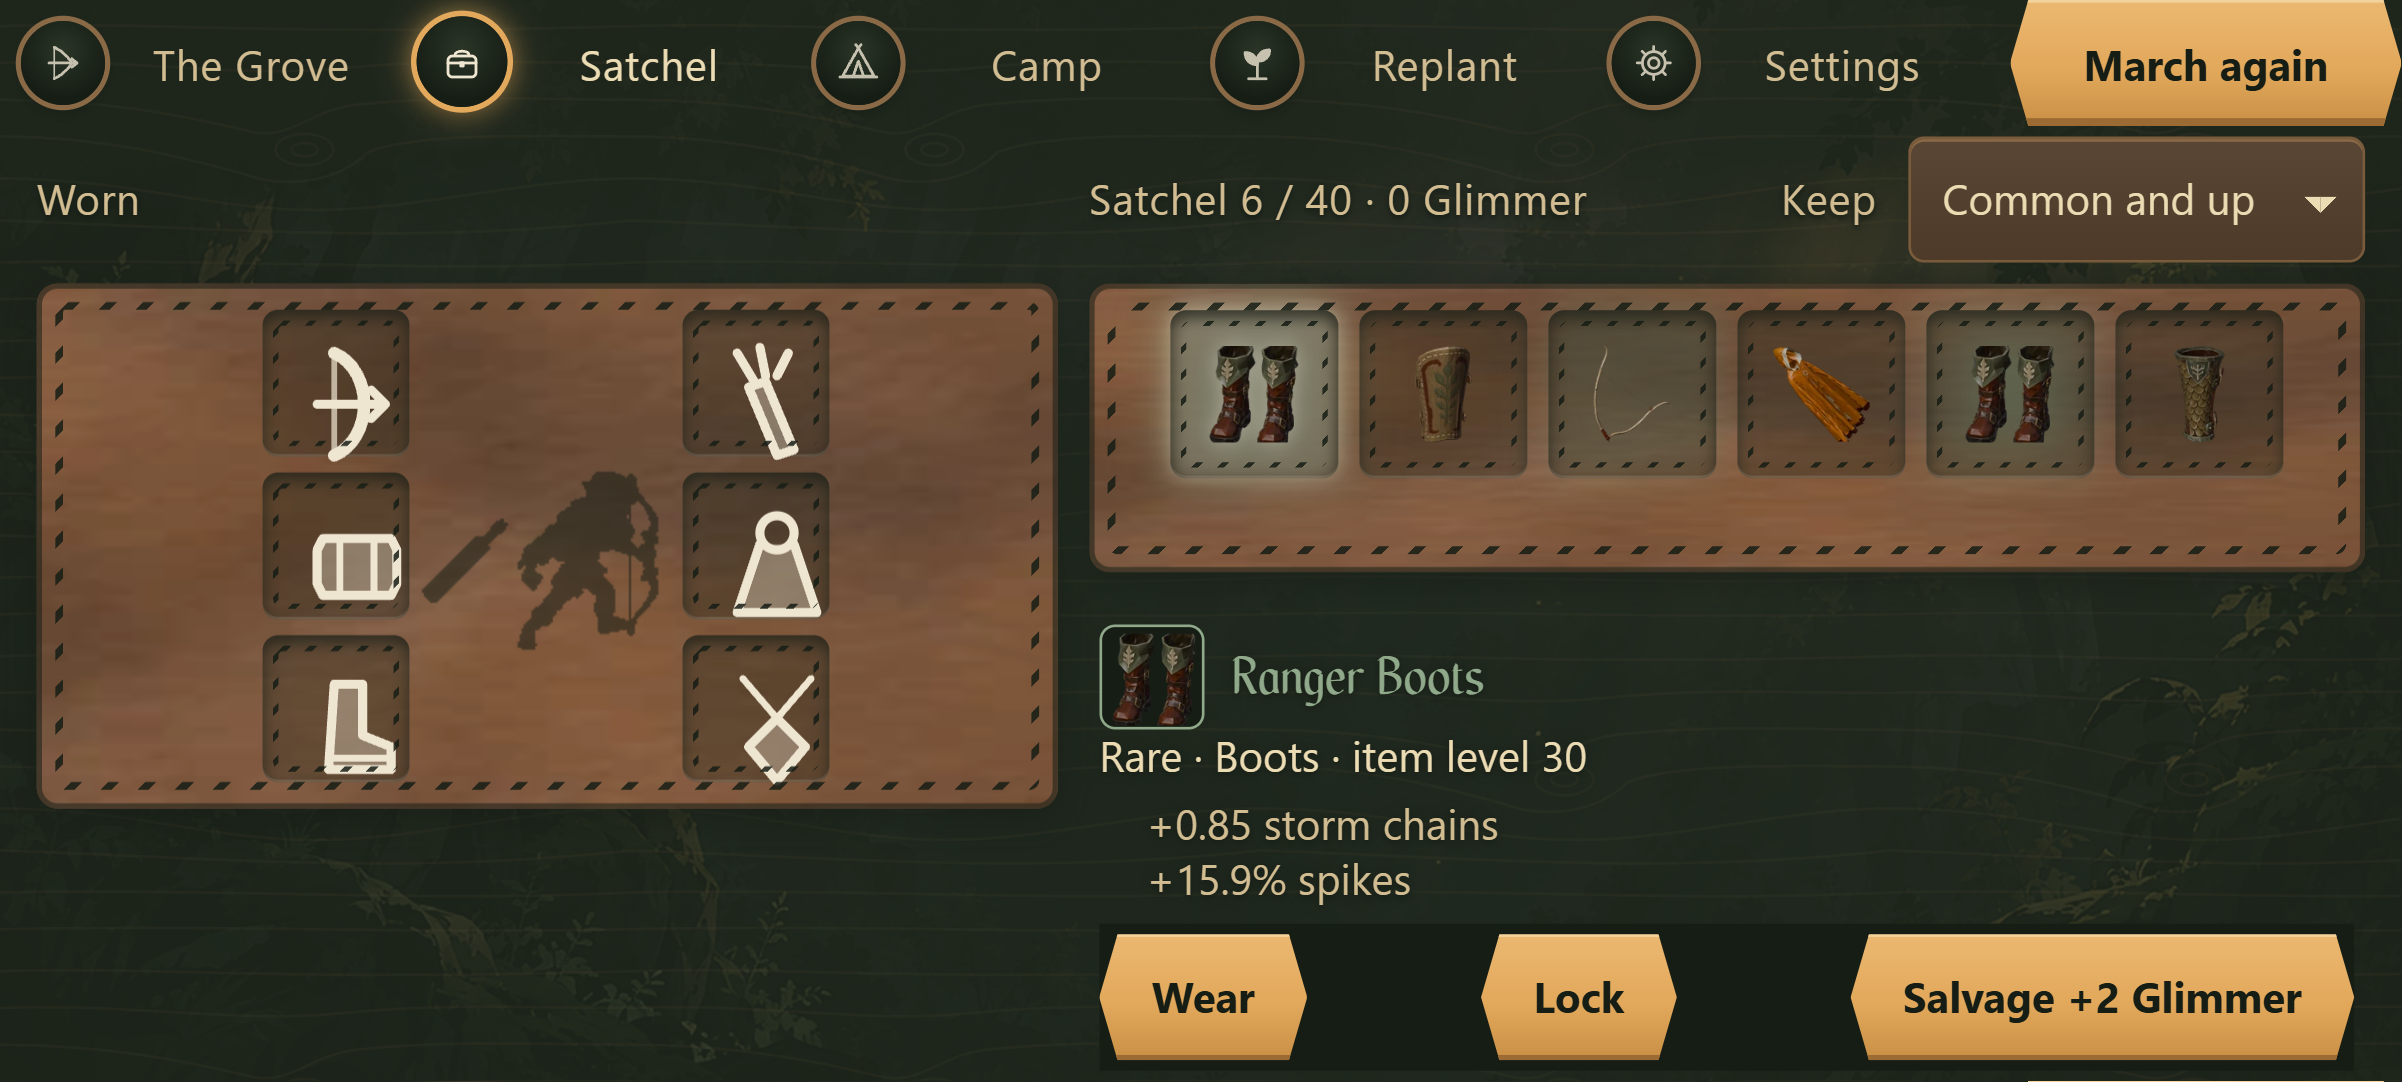 The Grove
Satchel
Camp
Replant
Settings
March again
Worn
Satchel 6 / 40 · 0 Glimmer
Keep
Common and up
Ranger Boots
Rare · Boots · item level 30
+0.85 storm chains
+15.9% spikes
Wear
Lock
Salvage +2 Glimmer